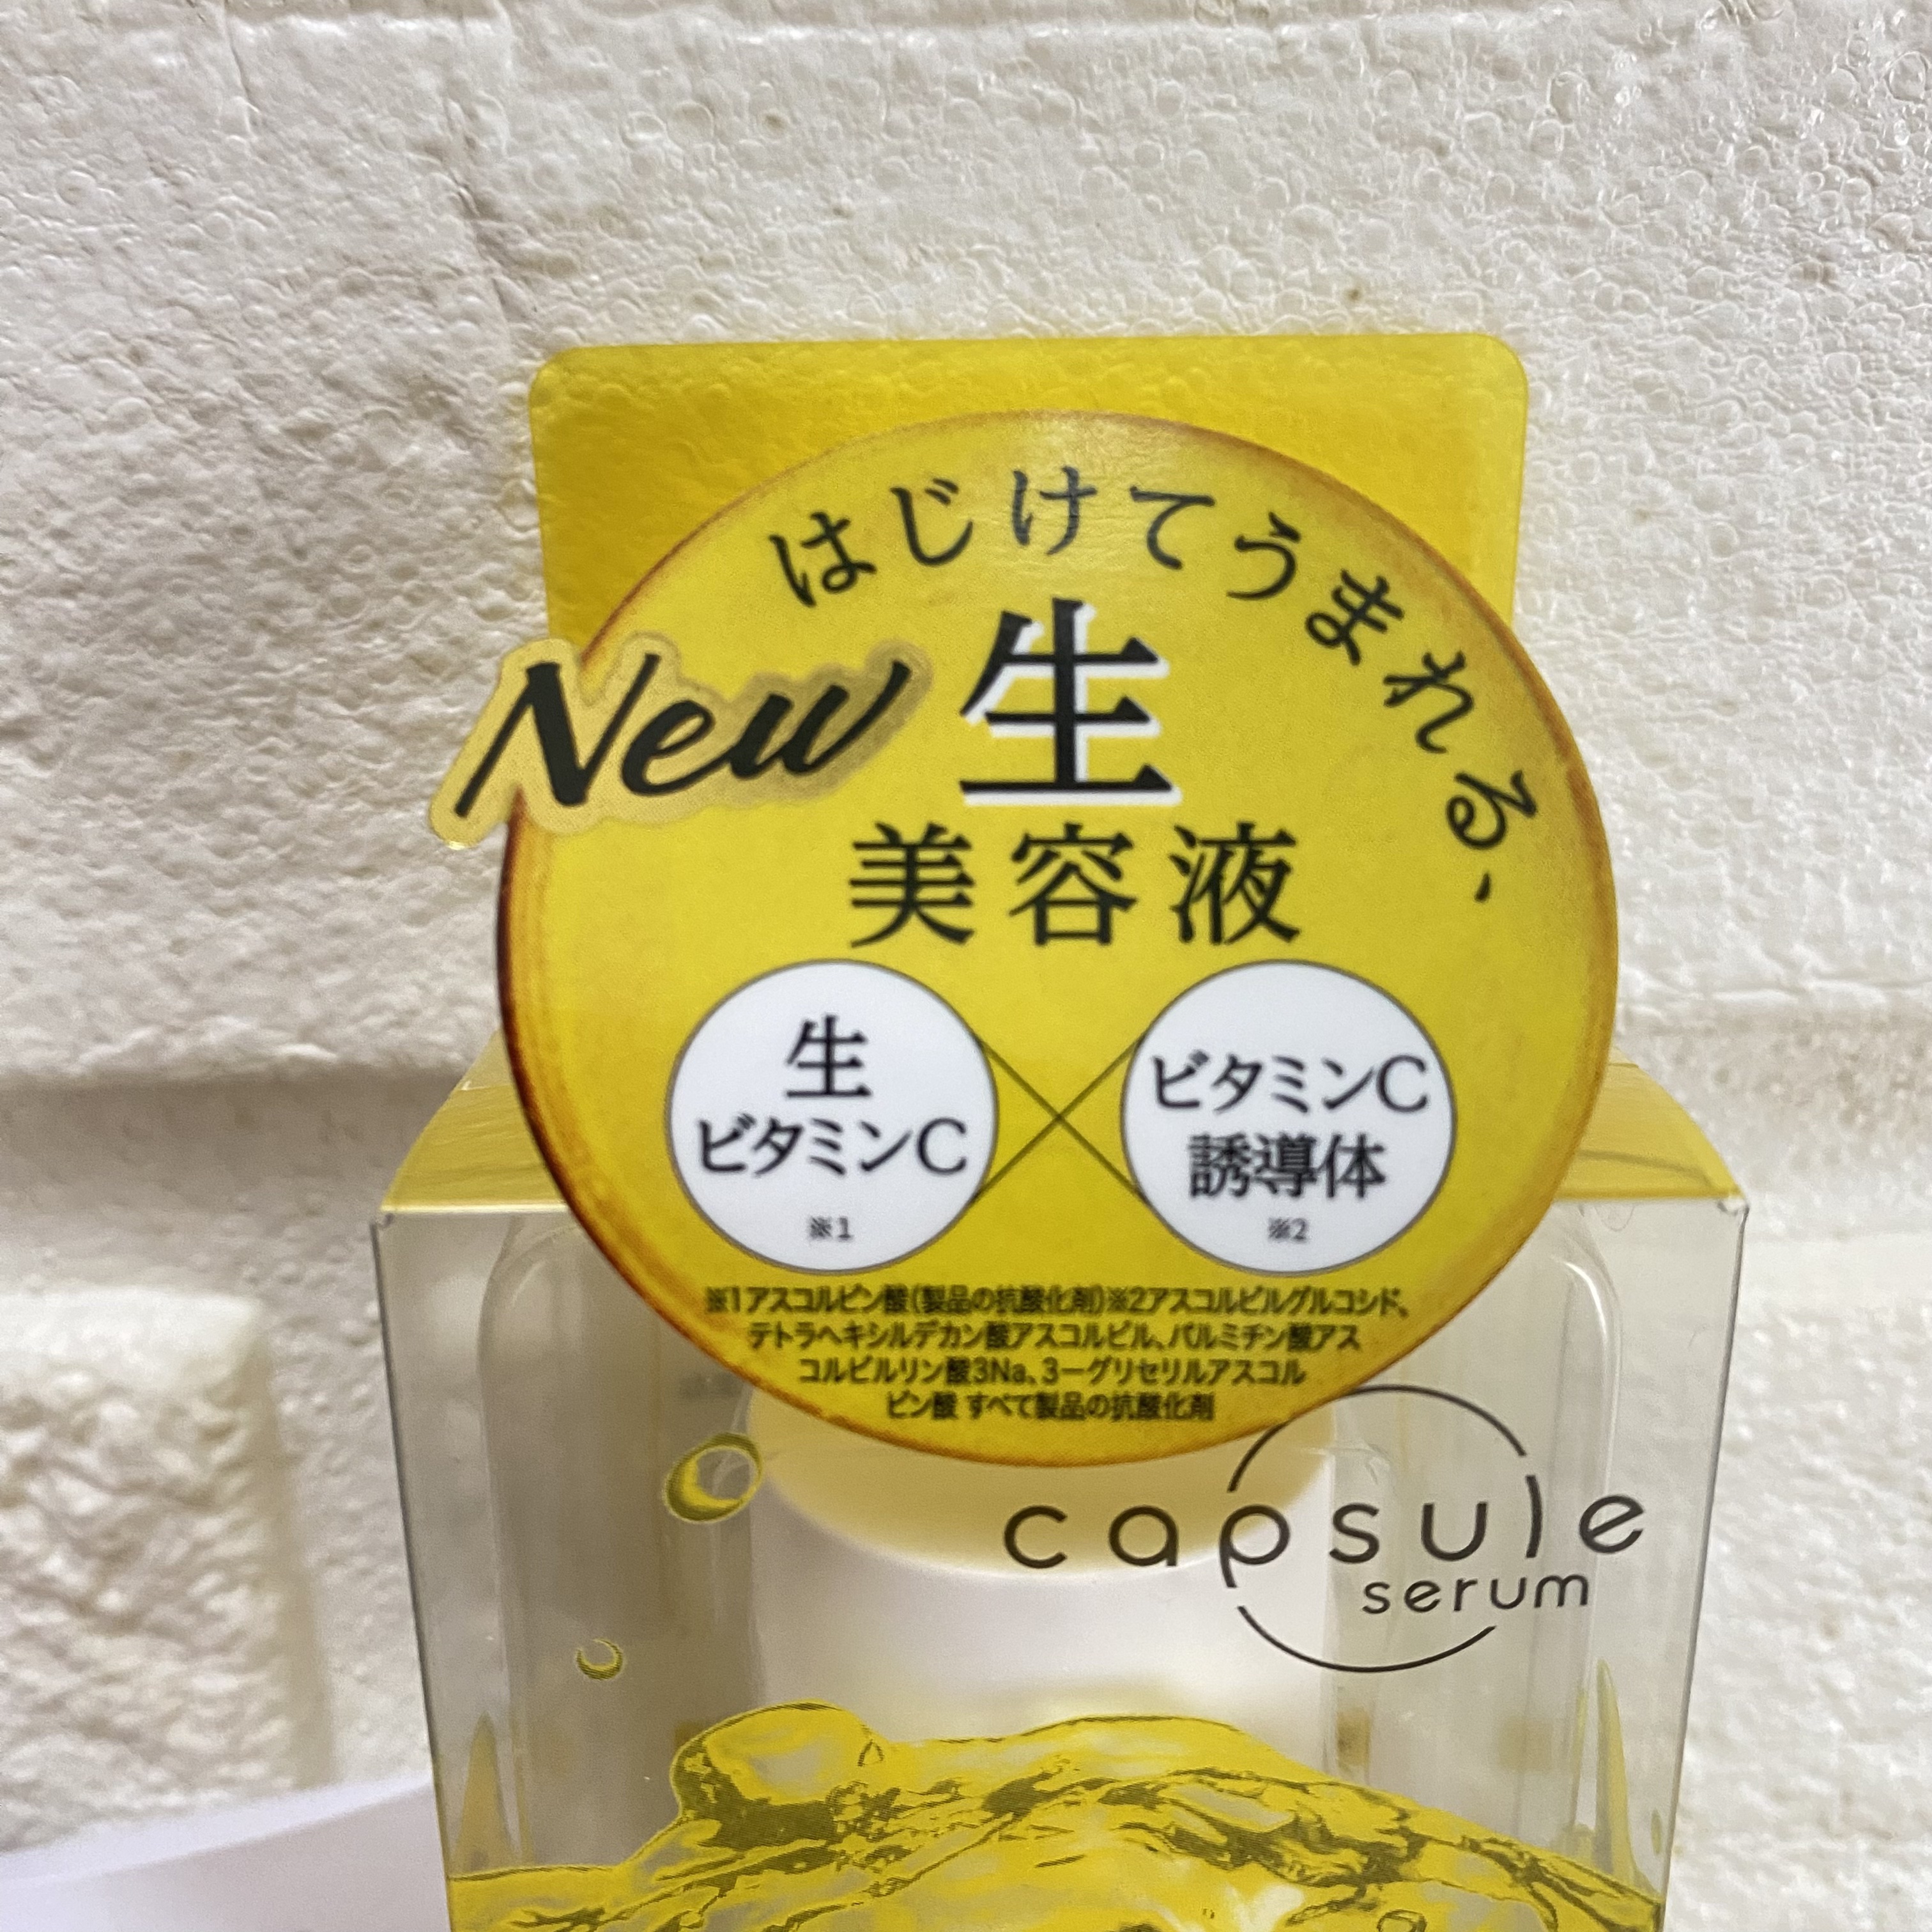 はじけてうまれる、
New
生
美容液
生
ビタミンC
※1
ビタミンC
誘導体
※2
※1アスコルビン酸(製品の抗酸化剤)※2アスコルビルグルコシド、
テトラヘキシルデカン酸アスコルビル、パルミチン酸アス
コルビルリン酸3Na、3ーグリセリルアスコル
ビン酸 すべて製品の抗酸化剤
capsule
serum